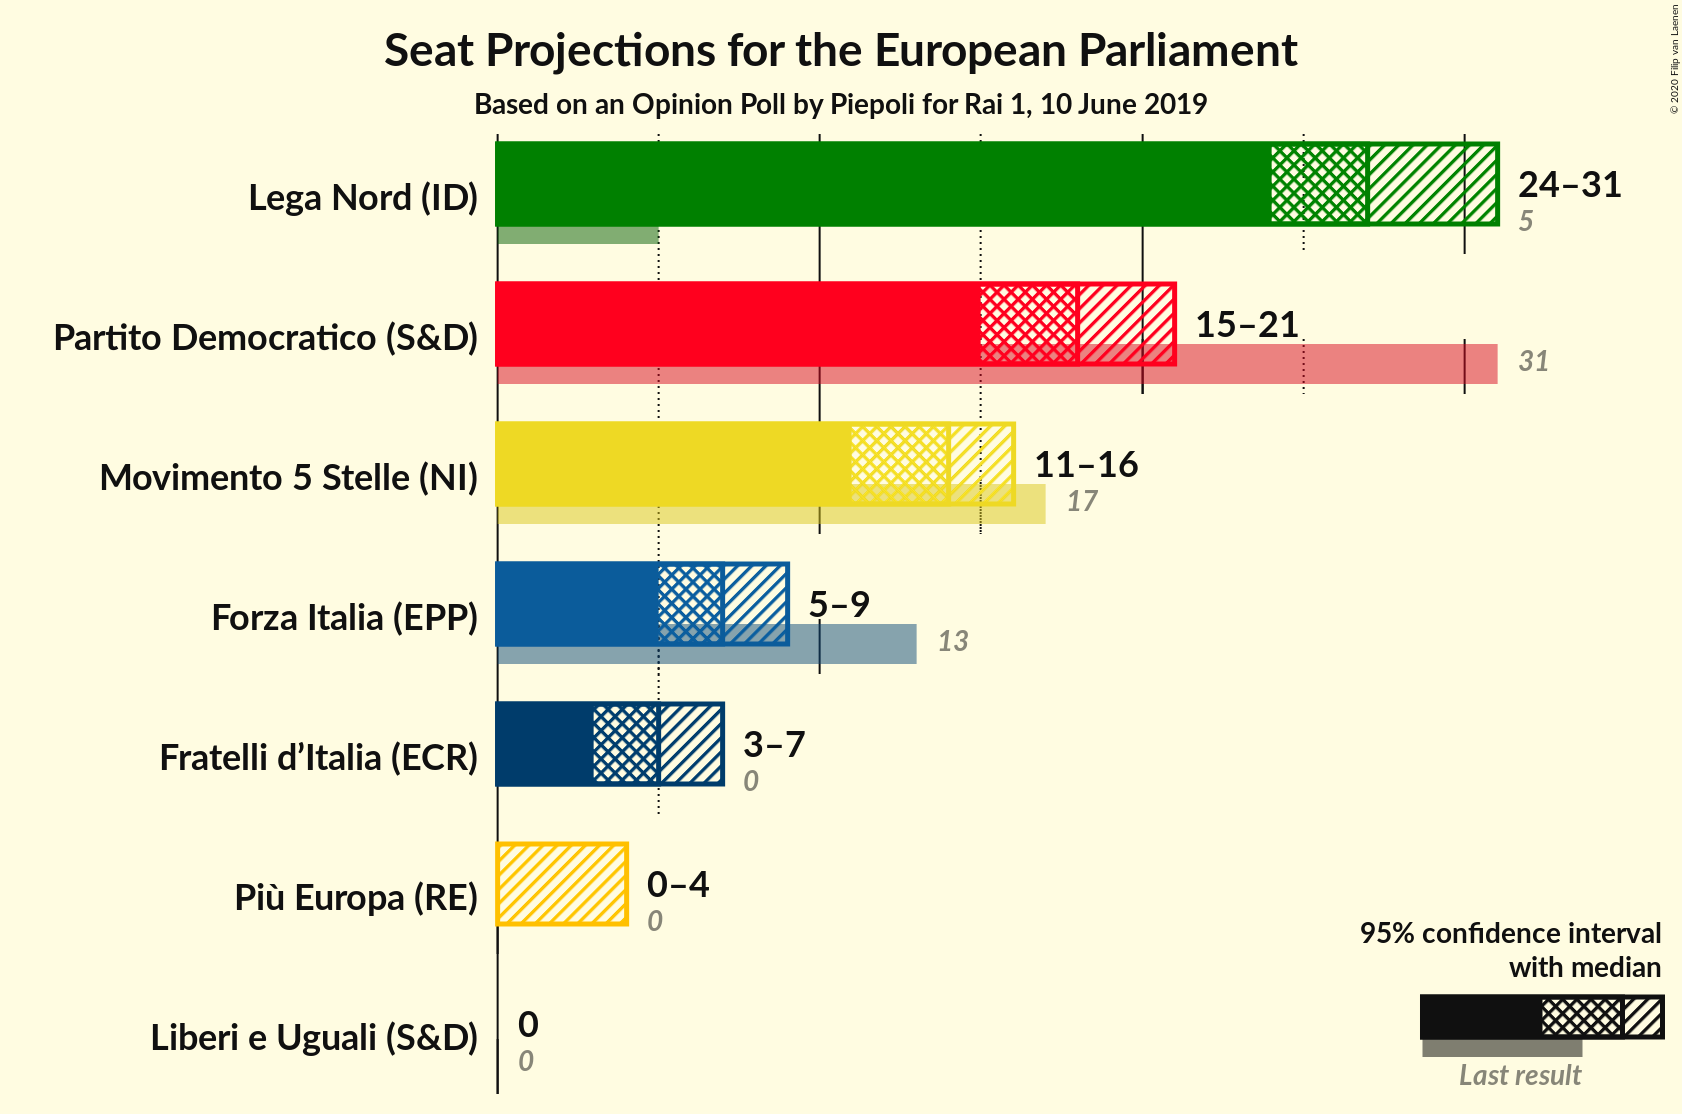 Seat Projections for the European Parliament
Based on an Opinion Poll by Piepoli for Rai 1, 10 June 2019
© 2020 Filip van Laenen
Lega Nord (ID)
24–31
5
Partito Democratico (S&D)
15–21
31
Movimento 5 Stelle (NI)
11–16
17
Forza Italia (EPP)
5–9
13
Fratelli d’Italia (ECR)
3–7
0
Più Europa (RE)
0–4
0
Liberi e Uguali (S&D)
0
0
95% confidence interval
with median
Last result